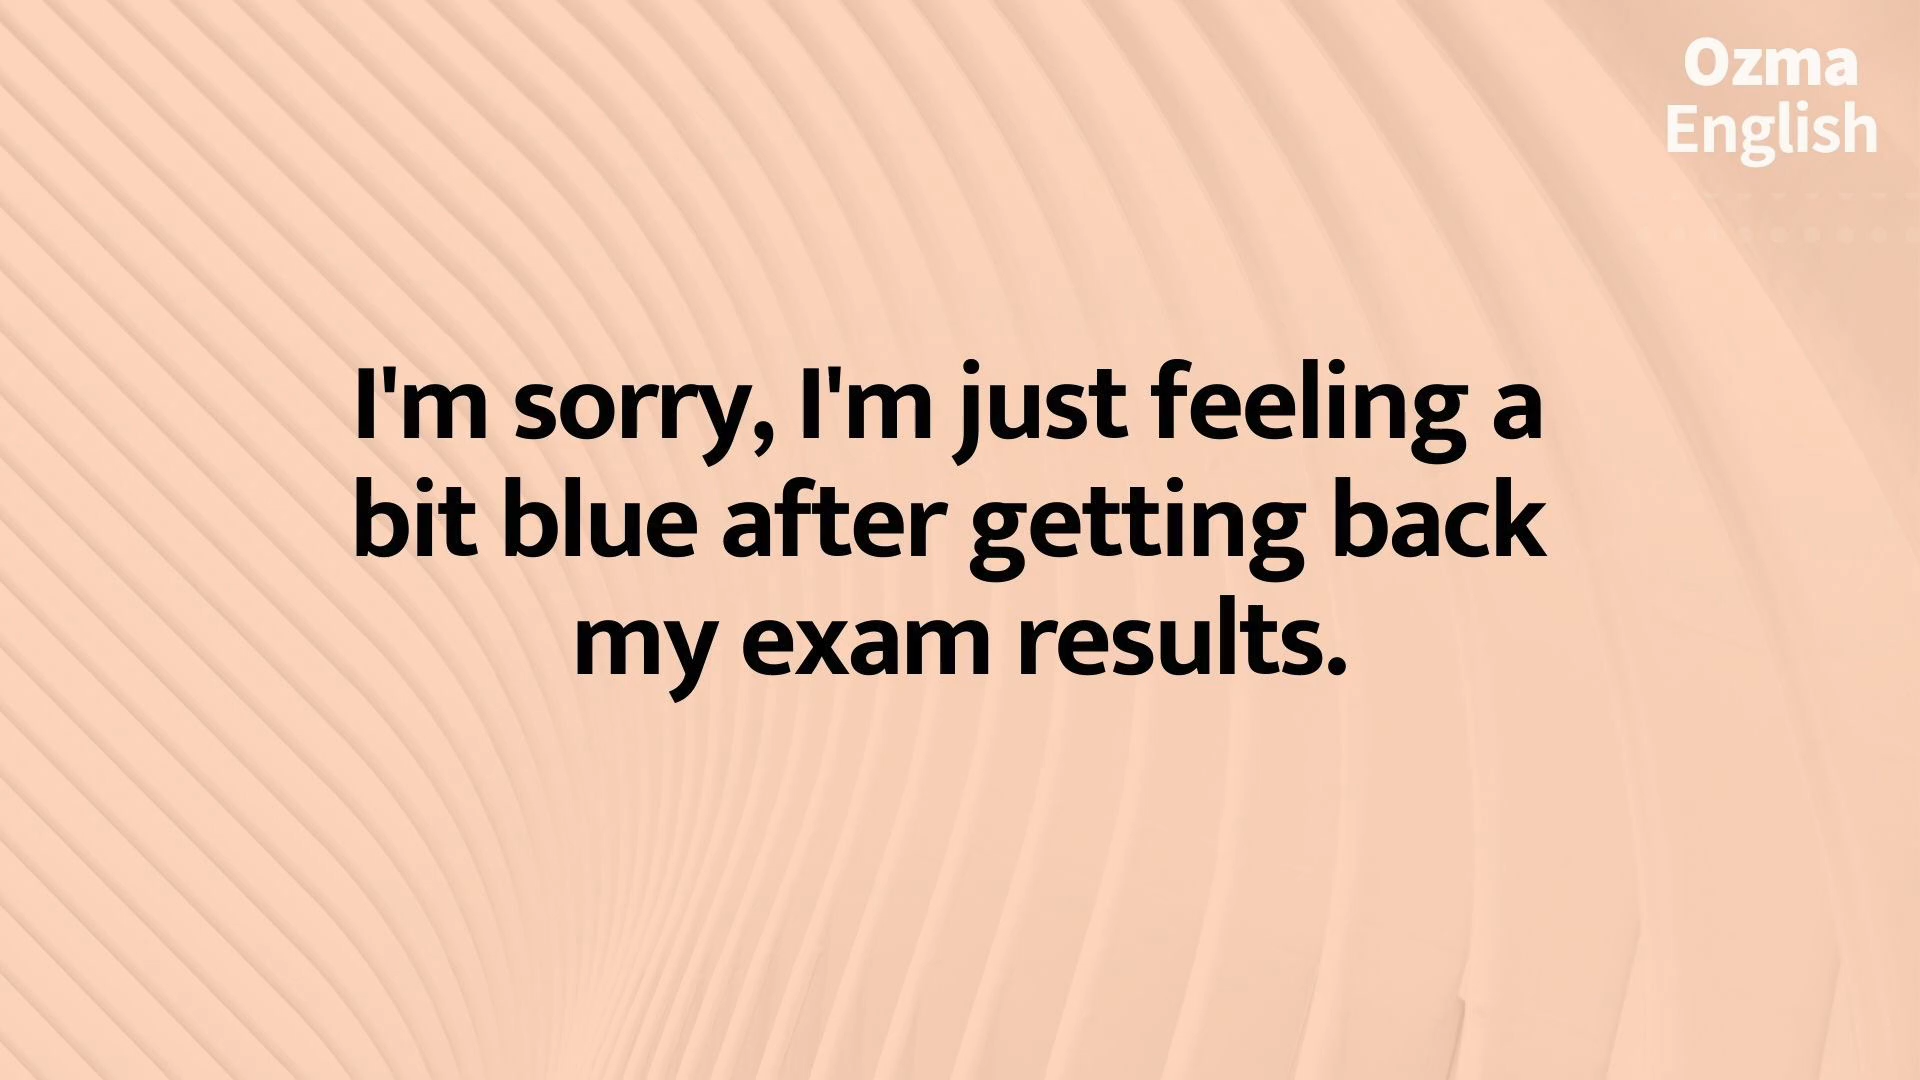 Ozma
English
I'm sorry, I'm just feeling a
bit blue after getting back
my exam results.